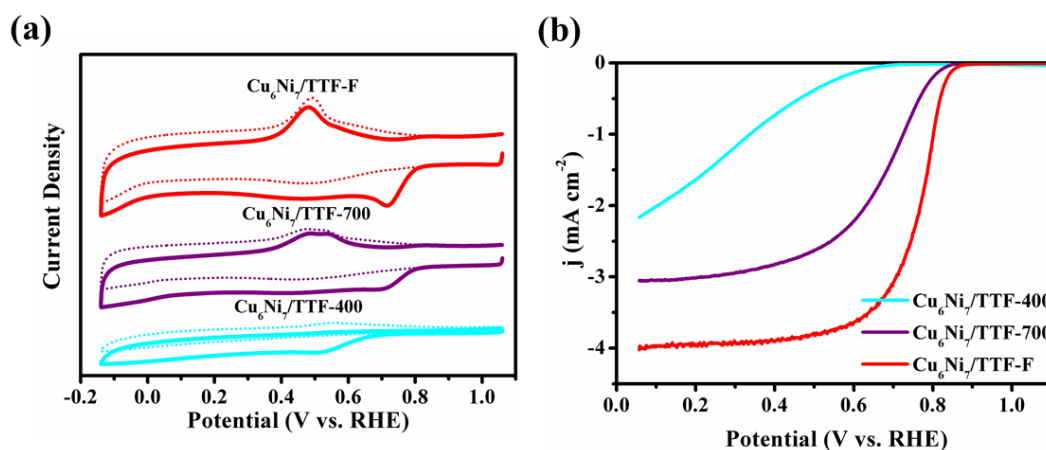 (a)
Current Density
Cu₆Ni₇/TTF-F
Cu₆Ni₇/TTF-700
Cu₆Ni₇/TTF-400
-0.2 0.0 0.2 0.4 0.6 0.8 1.0
Potential (V vs. RHE)
(b)
j (mA cm⁻²)
0
-1
-2
-3
-4
Cu₆Ni₇/TTF-400
Cu₆Ni₇/TTF-700
Cu₆Ni₇/TTF-F
0.0 0.2 0.4 0.6 0.8 1.0
Potential (V vs. RHE)